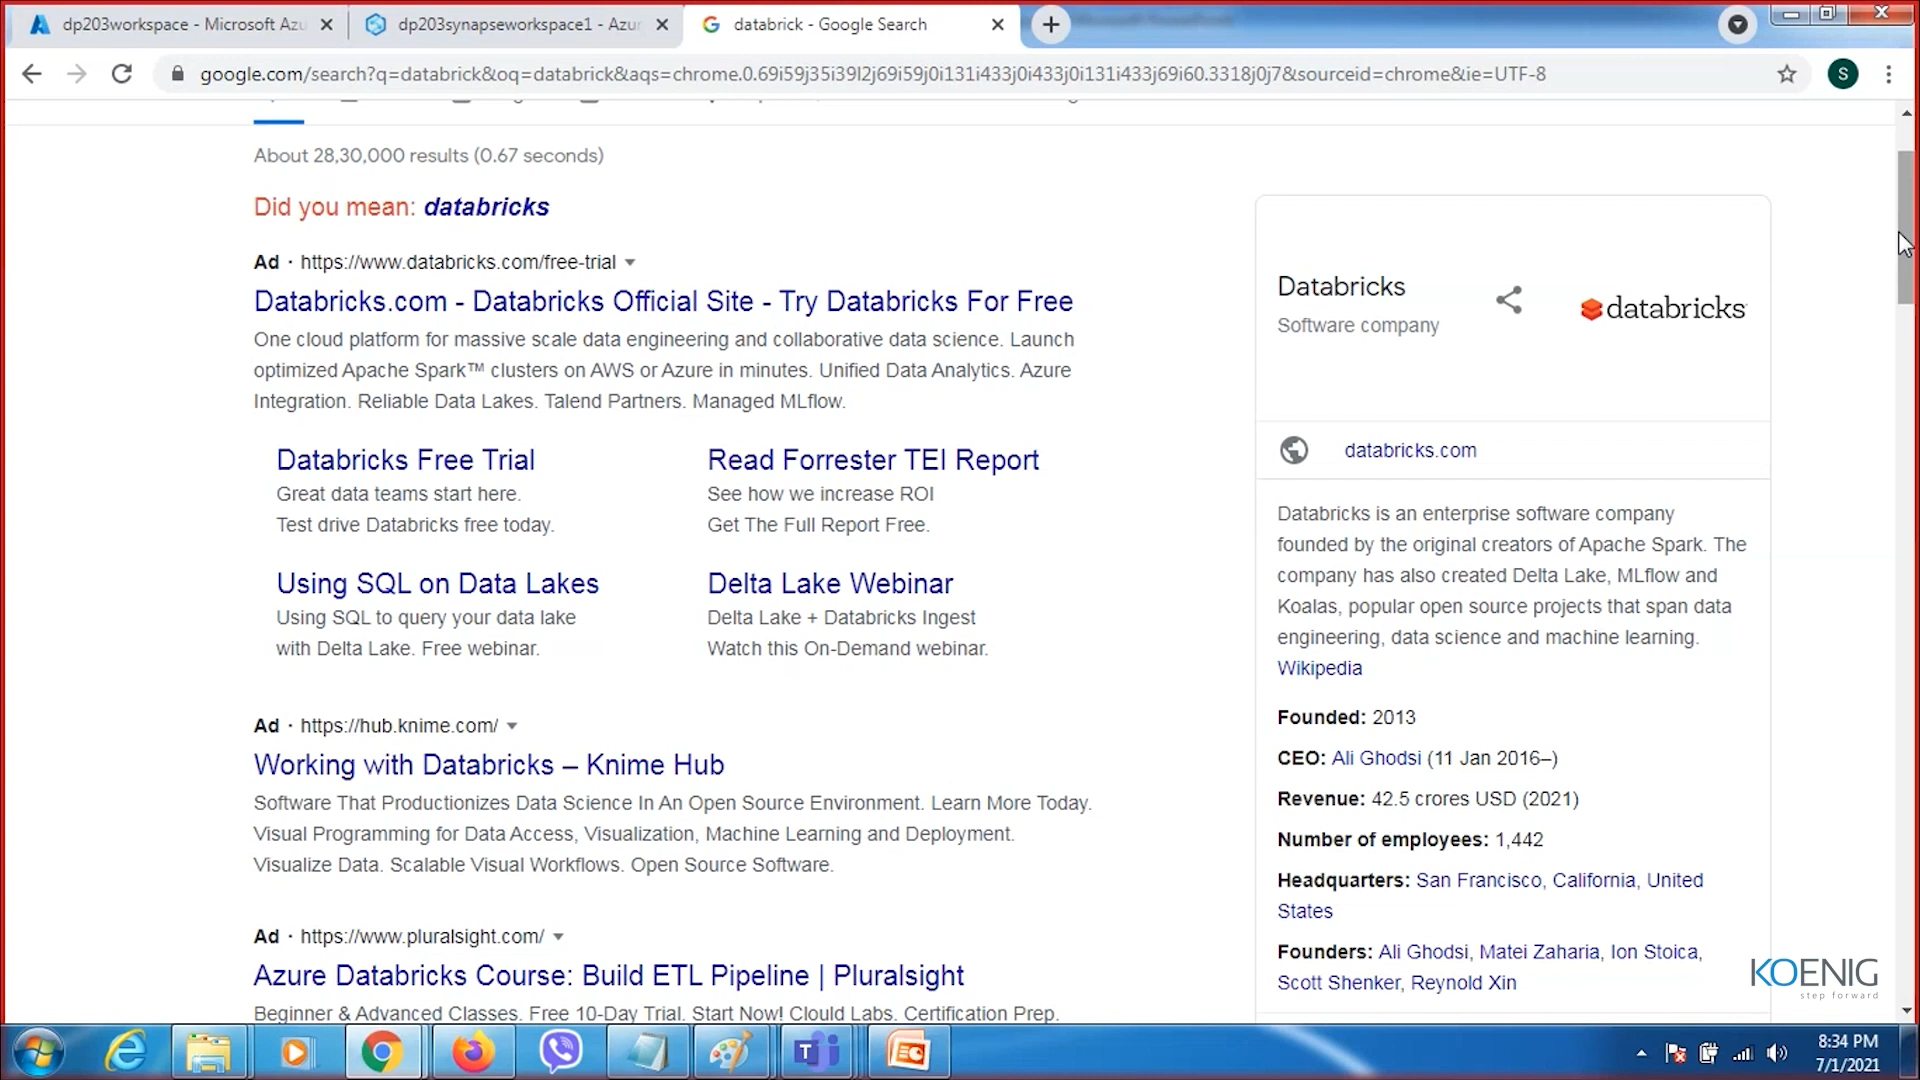 dp203workspace - Microsoft Azu
dp203synapseworkspace1 - Azur
databrick - Google Search
google.com/search?q=databrick&oq=databrick&aqs=chrome.0.69i59j35i39l2j69i59j0i131i433j0i433j0i131i433j69i60.3318j0j7&sourceid=chrome&ie=UTF-8
S
About 28,30,000 results (0.67 seconds)
Did you mean: databricks
Ad · https://www.databricks.com/free-trial
Databricks.com - Databricks Official Site - Try Databricks For Free
One cloud platform for massive scale data engineering and collaborative data science. Launch
optimized Apache Spark™ clusters on AWS or Azure in minutes. Unified Data Analytics. Azure
Integration. Reliable Data Lakes. Talend Partners. Managed MLflow.
Databricks Free Trial
Great data teams start here.
Test drive Databricks free today.
Read Forrester TEI Report
See how we increase ROI
Get The Full Report Free.
Using SQL on Data Lakes
Using SQL to query your data lake
with Delta Lake. Free webinar.
Delta Lake Webinar
Delta Lake + Databricks Ingest
Watch this On-Demand webinar.
Ad · https://hub.knime.com/
Working with Databricks – Knime Hub
Software That Productionizes Data Science In An Open Source Environment. Learn More Today.
Visual Programming for Data Access, Visualization, Machine Learning and Deployment.
Visualize Data. Scalable Visual Workflows. Open Source Software.
Ad · https://www.pluralsight.com/
Azure Databricks Course: Build ETL Pipeline | Pluralsight
Beginner & Advanced Classes. Free 10-Day Trial. Start Now! Clould Labs. Certification Prep.
Databricks
Software company
databricks
databricks.com
Databricks is an enterprise software company
founded by the original creators of Apache Spark. The
company has also created Delta Lake, MLflow and
Koalas, popular open source projects that span data
engineering, data science and machine learning.
Wikipedia
Founded: 2013
CEO: Ali Ghodsi (11 Jan 2016–)
Revenue: 42.5 crores USD (2021)
Number of employees: 1,442
Headquarters: San Francisco, California, United
States
Founders: Ali Ghodsi, Matei Zaharia, Ion Stoica,
Scott Shenker, Reynold Xin
KOENIG
step forward
8:34 PM
7/1/2021